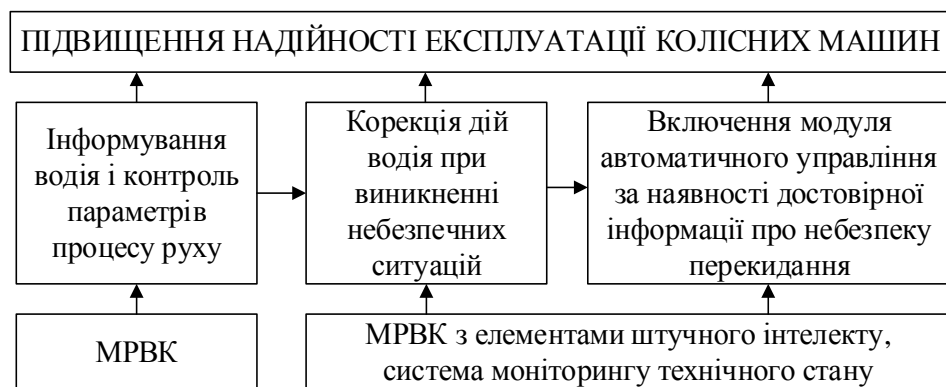 ПІДВИЩЕННЯ НАДІЙНОСТІ ЕКСПЛУАТАЦІЇ КОЛІСНИХ МАШИН
Інформування
водія і контроль
параметрів
процесу руху
Корекція дій
водія при
виникненні
небезпечних
ситуацій
Включення модуля
автоматичного управління
за наявності достовірної
інформації про небезпеку
перекидання
МРВК
МРВК з елементами штучного інтелекту,
система моніторингу технічного стану